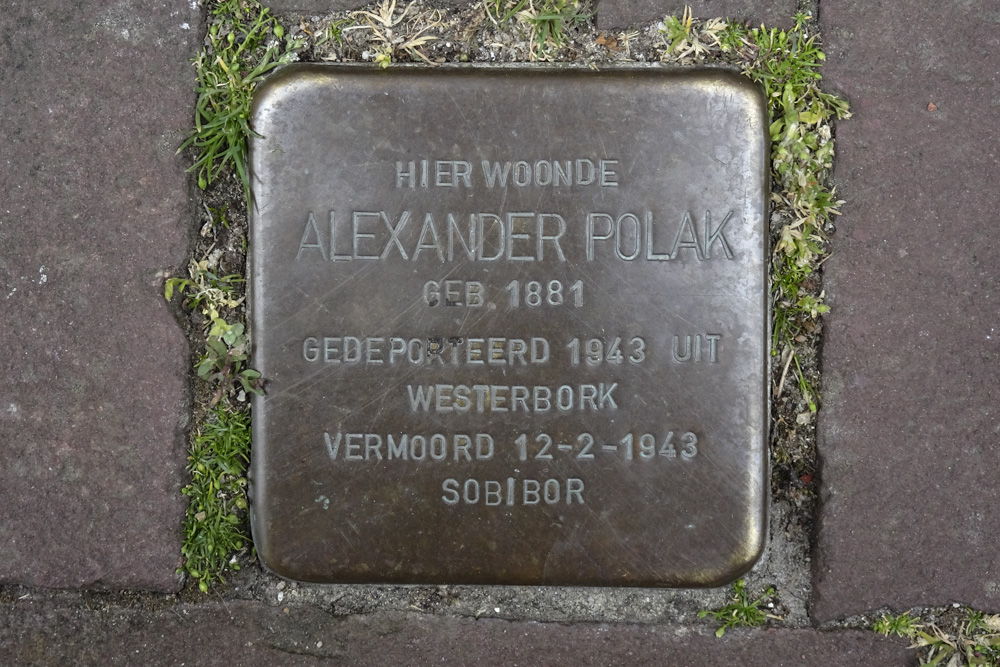 HIER WOONDE
ALEXANDER POLAK
GEB. 1881
GEDEPORTEERD 1943 UIT
WESTERBORK
VERMOORD 12-2-1943
SOBIBOR